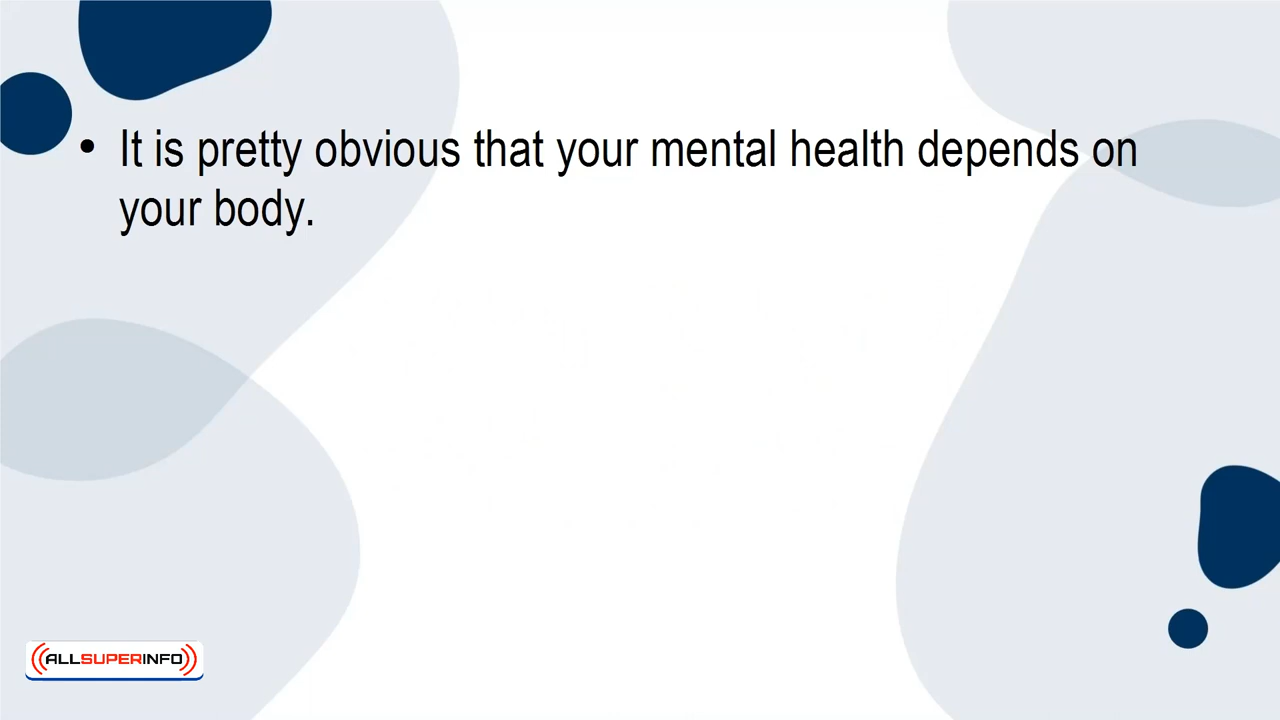 • It is pretty obvious that your mental health depends on
your body.
ALLSUPERINFO